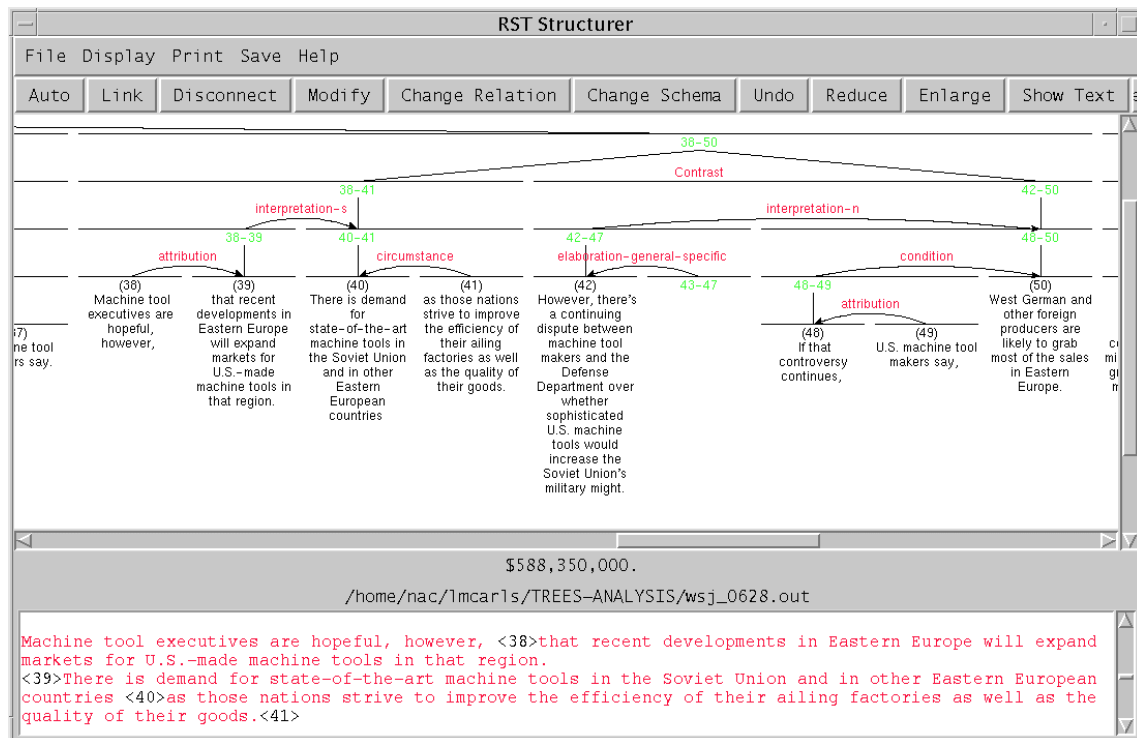 RST Structurer
File Display Print Save Help
Auto Link Disconnect Modify Change Relation Change Schema Undo Reduce Enlarge Show Text
38-50
Contrast
38-41 42-50
interpretation-s interpretation-n
38-39 40-41 42-47 48-50
attribution circumstance elaboration-general-specific condition
(38)
Machine tool
executives are
hopeful,
however,
(39)
that recent
developments in
Eastern Europe
will expand
markets for
U.S.-made
machine tools in
that region.
(40)
There is demand
for
state-of-the-art
machine tools in
the Soviet Union
and in other
Eastern
European
countries
(41)
as those nations
strive to improve
the efficiency of
their ailing
factories as well
as the quality of
their goods.
(42)
However, there's
a continuing
dispute between
machine tool
makers and the
Defense
Department over
whether
sophisticated
U.S. machine
tools would
increase the
Soviet Union's
military might.
43-47
48-49
attribution
(48)
If that
controversy
continues,
(49)
U.S. machine tool
makers say,
(50)
West German and
other foreign
producers are
likely to grab
most of the sales
in Eastern
Europe.
7)
ne tool
rs say.
$588,350,000.
/home/nac/lmcarls/TREES-ANALYSIS/wsj_0628.out
Machine tool executives are hopeful, however, <38>that recent developments in Eastern Europe will expand
markets for U.S.-made machine tools in that region.
<39>There is demand for state-of-the-art machine tools in the Soviet Union and in other Eastern European
countries <40>as those nations strive to improve the efficiency of their ailing factories as well as the
quality of their goods.<41>